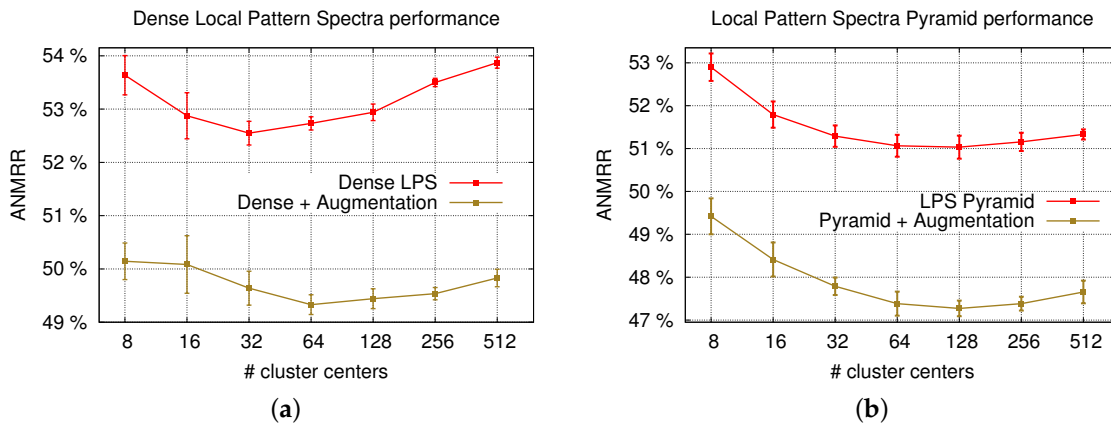 Dense Local Pattern Spectra performance
54 %
53 %
52 %
51 %
50 %
49 %
ANMRR
Dense LPS
Dense + Augmentation
8 16 32 64 128 256 512
# cluster centers
(a)
Local Pattern Spectra Pyramid performance
53 %
52 %
51 %
50 %
49 %
48 %
47 %
ANMRR
LPS Pyramid
Pyramid + Augmentation
8 16 32 64 128 256 512
# cluster centers
(b)